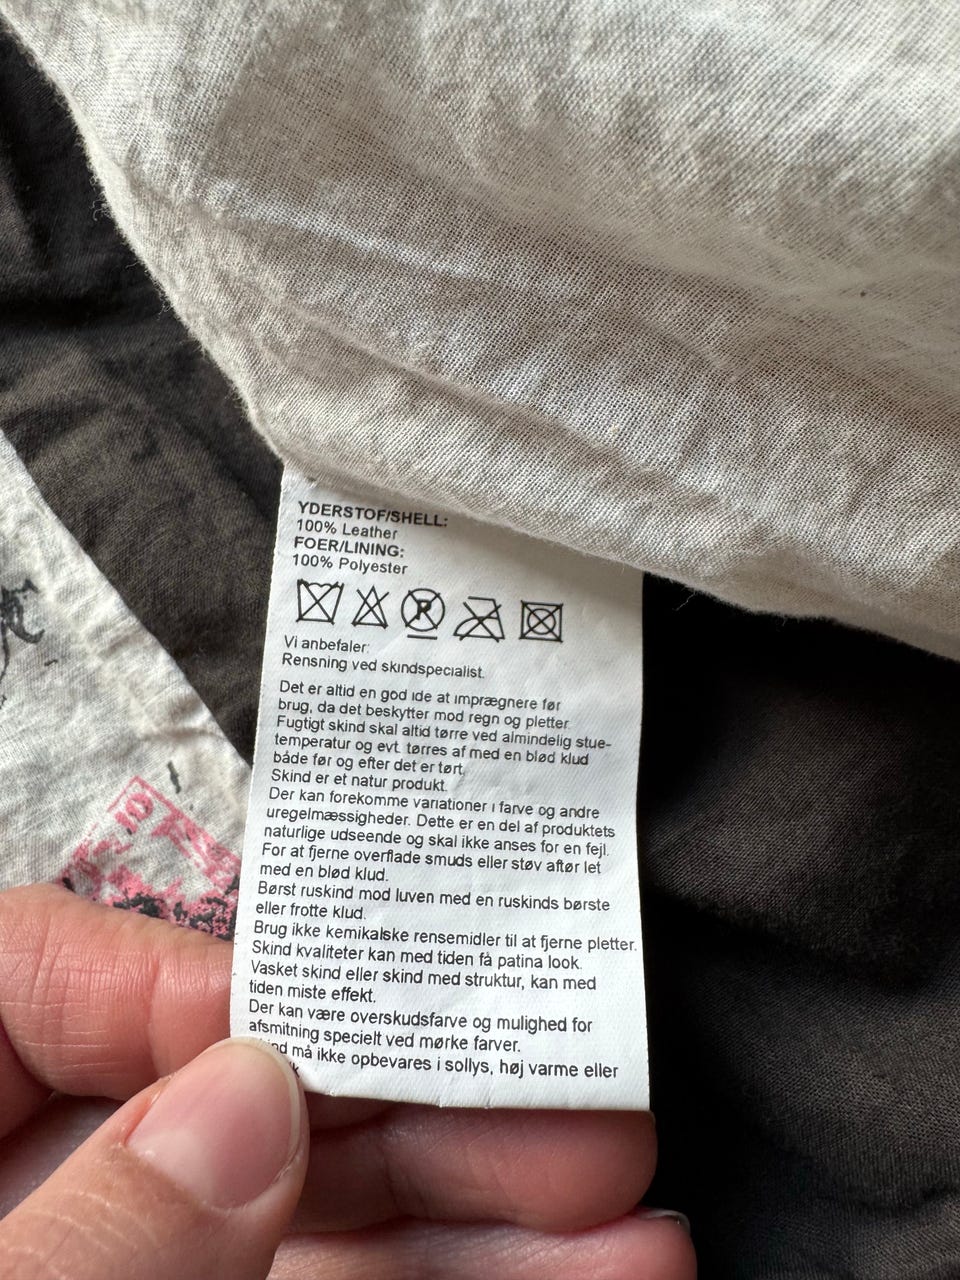 YDERSTOF/SHELL:
100% Leather
FOER/LINING:
100% Polyester
Vi anbefaler:
Rensning ved skindspecialist.
Det er altid en god ide at imprægnere før
brug, da det beskytter mod regn og pletter.
Fugtigt skind skal altid tørre ved almindelig stue-
temperatur og evt. tørres af med en blød klud
både før og efter det er tørt.
Skind er et natur produkt.
Der kan forekomme variationer i farve og andre
uregelmæssigheder. Dette er en del af produktets
naturlige udseende og skal ikke anses for en fejl.
For at fjerne overflade smuds eller støv aftør let
med en blød klud.
Børst ruskind mod luven med en ruskinds børste
eller frotte klud.
Brug ikke kemikalske rensemidler til at fjerne pletter.
Skind kvaliteter kan med tiden få patina look.
Vasket skind eller skind med struktur, kan med
tiden miste effekt.
Der kan være overskudsfarve og mulighed for
afsmitning specielt ved mørke farver.
må ikke opbevares i sollys, høj varme eller